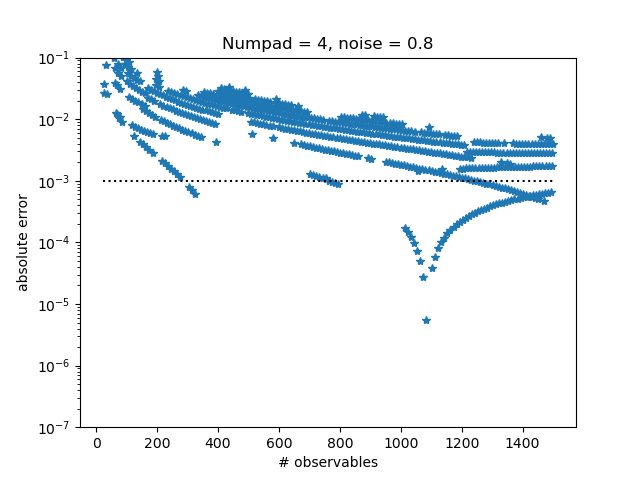 Numpad = 4, noise = 0.8
absolute error
10⁻¹
10⁻²
10⁻³
10⁻⁴
10⁻⁵
10⁻⁶
10⁻⁷
0 200 400 600 800 1000 1200 1400
# observables